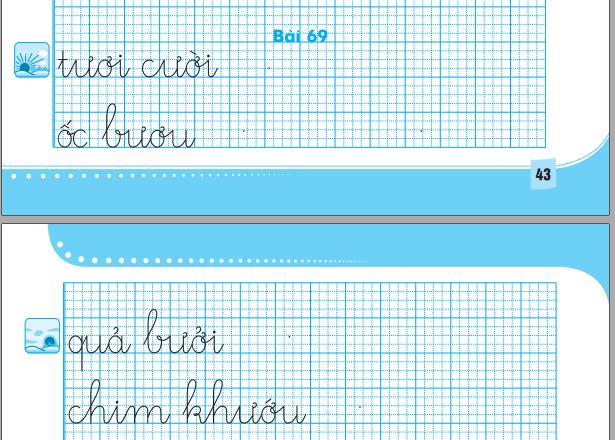 Bài 69
tươi cười
ốc bươu
43
quả bưởi
chim khướu